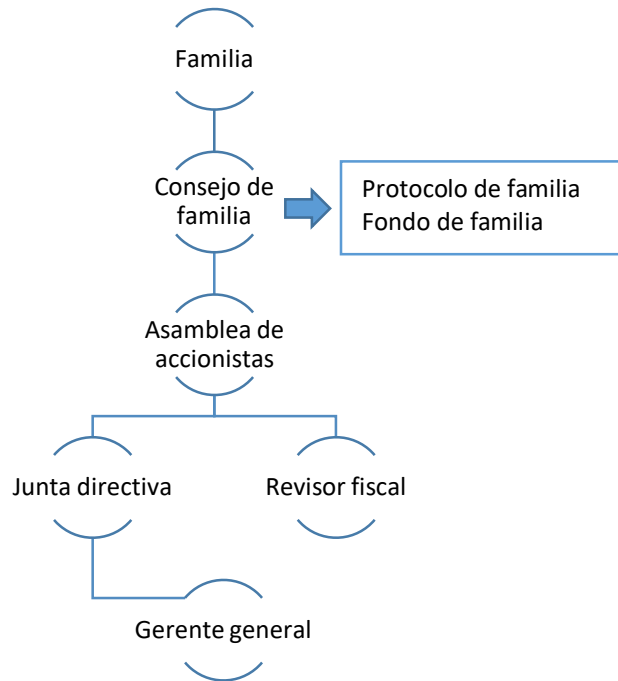 Familia
Consejo de
familia
Protocolo de familia
Fondo de familia
Asamblea de
accionistas
Junta directiva
Revisor fiscal
Gerente general